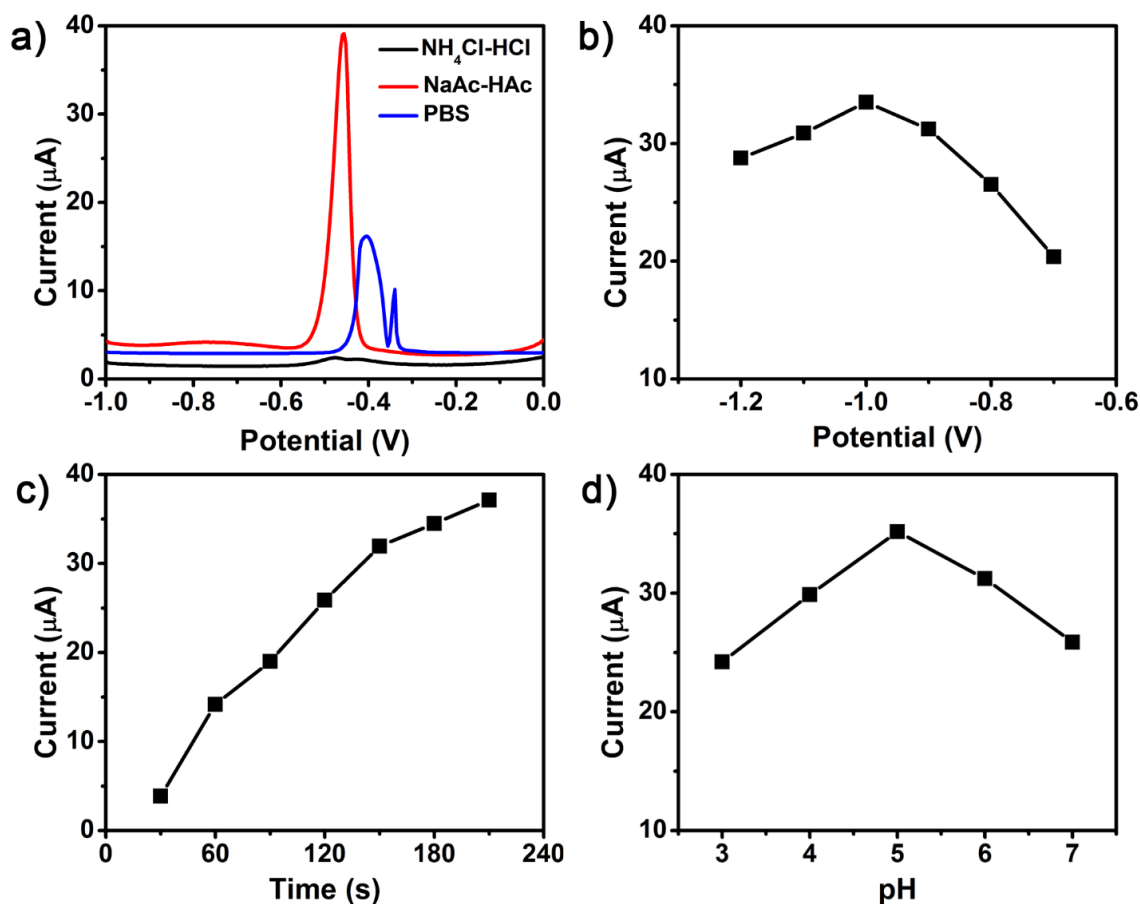 a)
NH₄Cl-HCl
NaAc-HAc
PBS
Current (μA)
40
30
20
10
0
-1.0 -0.8 -0.6 -0.4 -0.2 0.0
Potential (V)
b)
Current (μA)
40
30
20
10
-1.2 -1.0 -0.8 -0.6
Potential (V)
c)
Current (μA)
40
30
20
10
0
0 60 120 180 240
Time (s)
d)
Current (μA)
40
30
20
10
3 4 5 6 7
pH